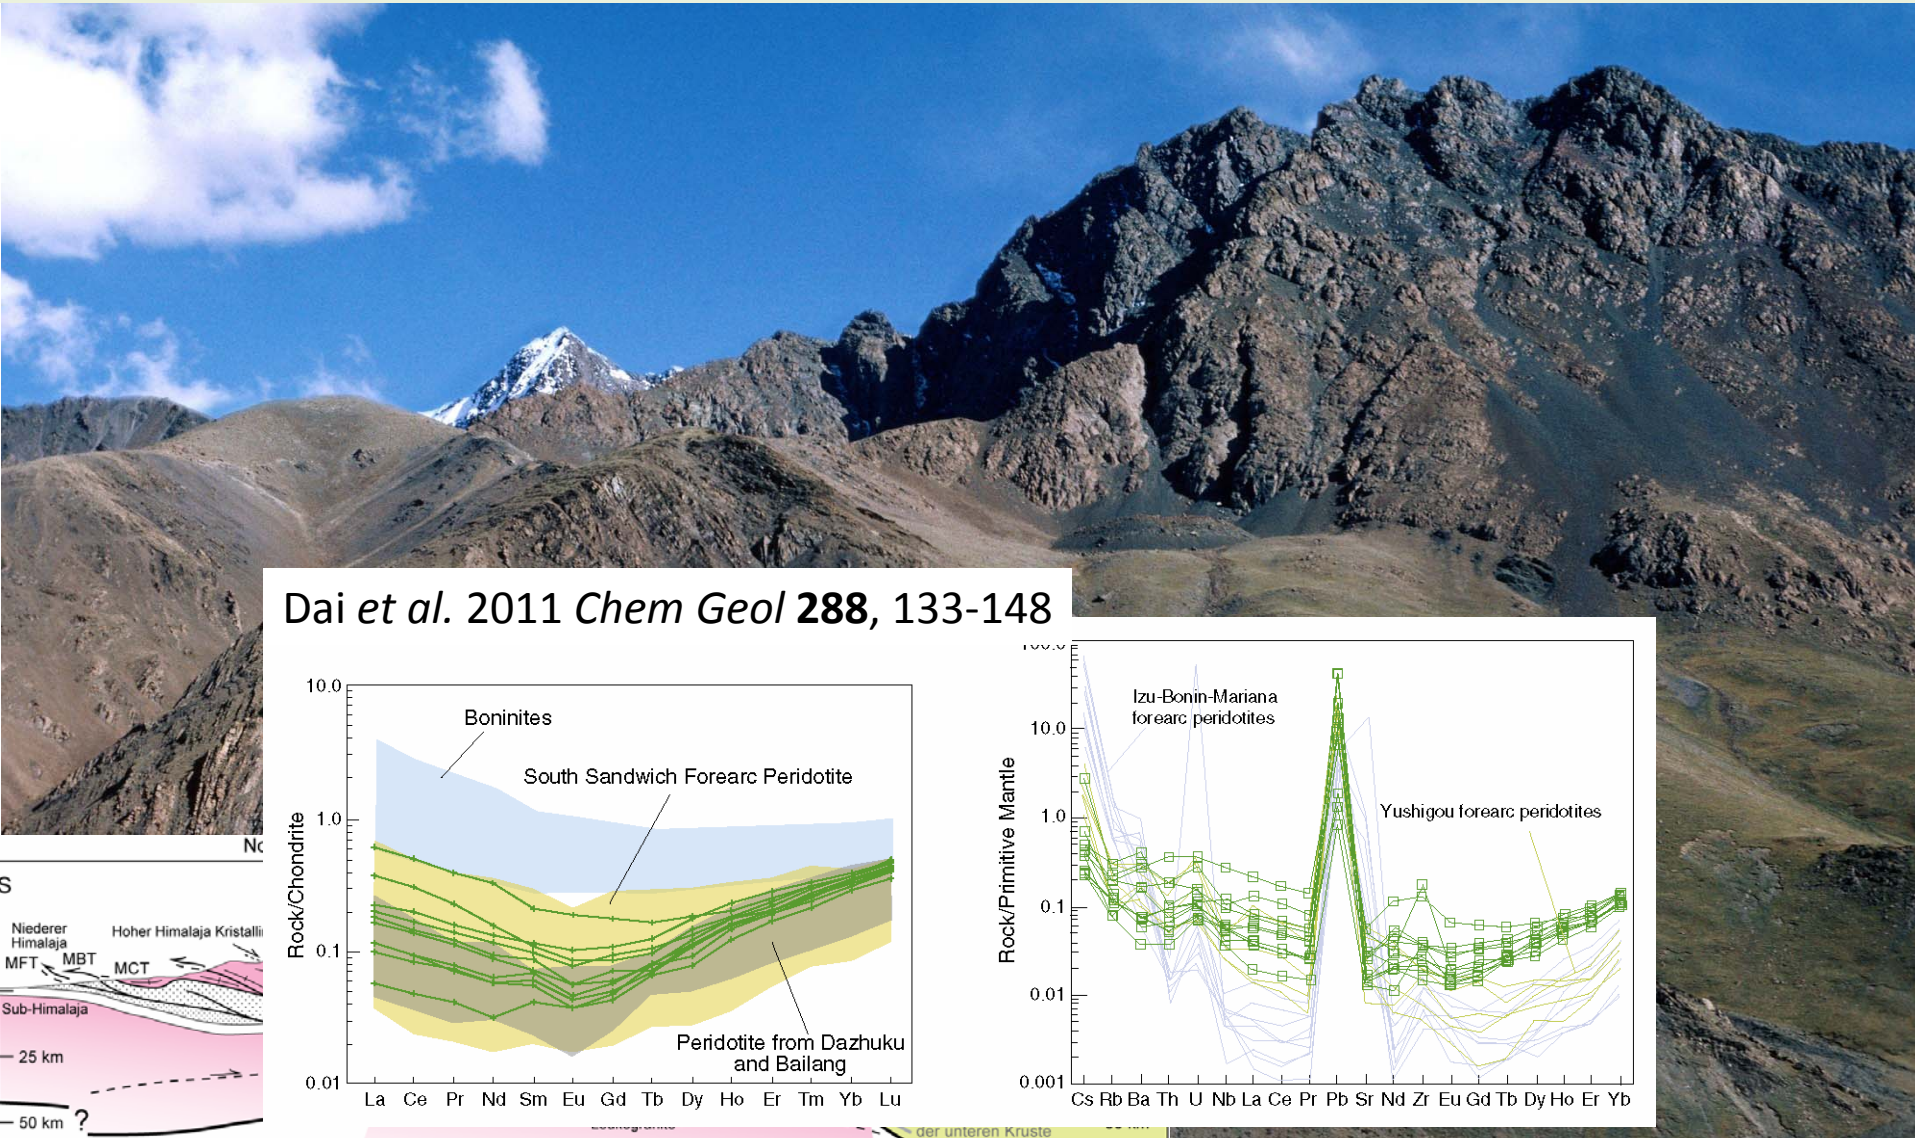 Dai et al. 2011 Chem Geol 288, 133-148
10.0
1.0
0.1
0.01
Rock/Chondrite
Boninites
South Sandwich Forearc Peridotite
Peridotite from Dazhuku
and Bailang
La Ce Pr Nd Sm Eu Gd Tb Dy Ho Er Tm Yb Lu
100.0
10.0
1.0
0.1
0.01
0.001
Rock/Primitive Mantle
Izu-Bonin-Mariana
forearc peridotites
Yushigou forearc peridotites
Cs Rb Ba Th U Nb La Ce Pr Pb Sr Nd Zr Eu Gd Tb Dy Ho Er Yb
S
Niederer
Himalaja
Hoher Himalaja
MFT
MBT
MCT
Sub-Himalaja
25 km
50 km
?
der unteren Kruste